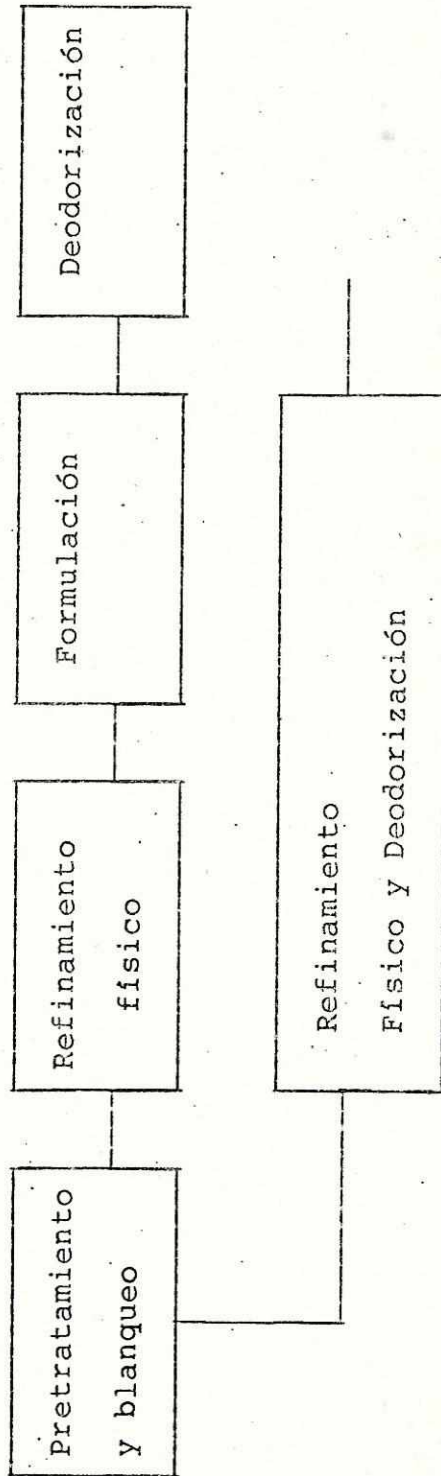 Pretratamiento
y blanqueo
Refinamiento
físico
Formulación
Deodorización
Refinamiento
Físico y Deodorización